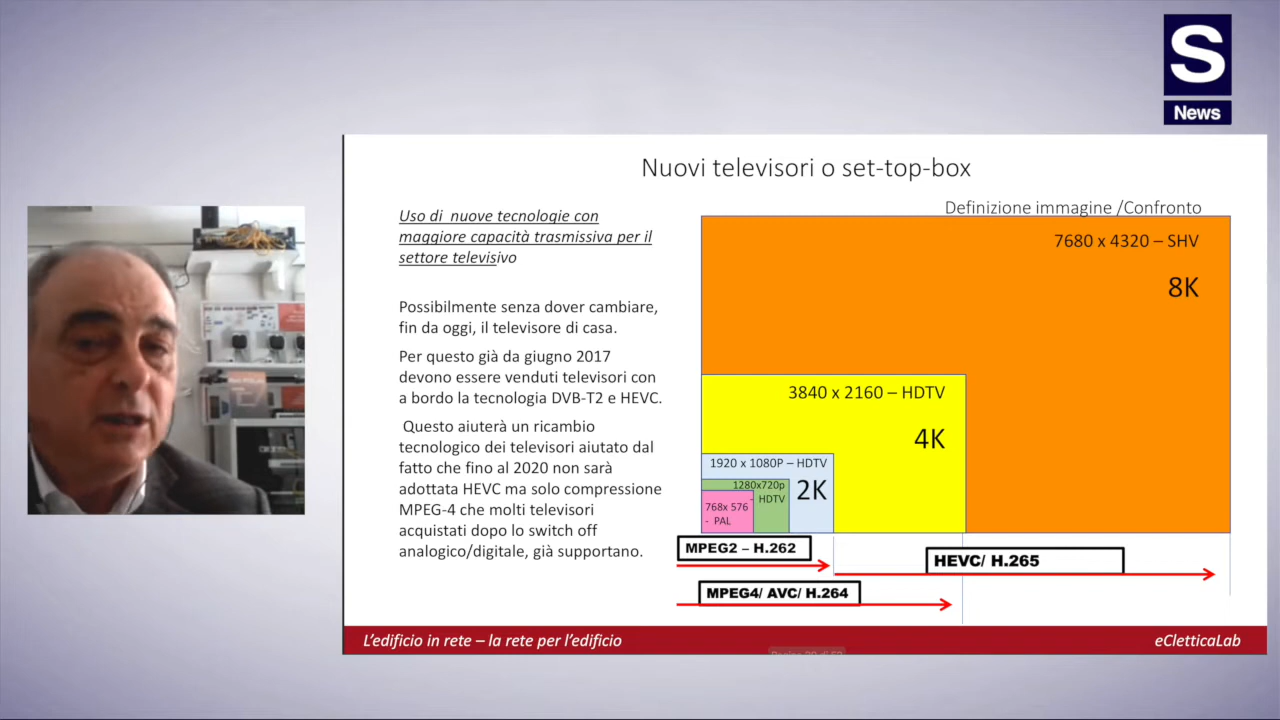 S
News
Nuovi televisori o set-top-box
Uso di nuove tecnologie con
maggiore capacità trasmissiva per il
settore televisivo
Possibilmente senza dover cambiare,
fin da oggi, il televisore di casa.
Per questo già da giugno 2017
devono essere venduti televisori con
a bordo la tecnologia DVB-T2 e HEVC.
Questo aiuterà un ricambio
tecnologico dei televisori aiutato dal
fatto che fino al 2020 non sarà
adottata HEVC ma solo compressione
MPEG-4 che molti televisori
acquistati dopo lo switch off
analogico/digitale, già supportano.
Definizione immagine /Confronto
7680 x 4320 – SHV
8K
3840 x 2160 – HDTV
4K
1920 x 1080P – HDTV
2K
1280x720p
- HDTV
768x 576
- PAL
MPEG2 – H.262
HEVC/ H.265
MPEG4/ AVC/ H.264
L'edificio in rete – la rete per l'edificio
eCletticaLab